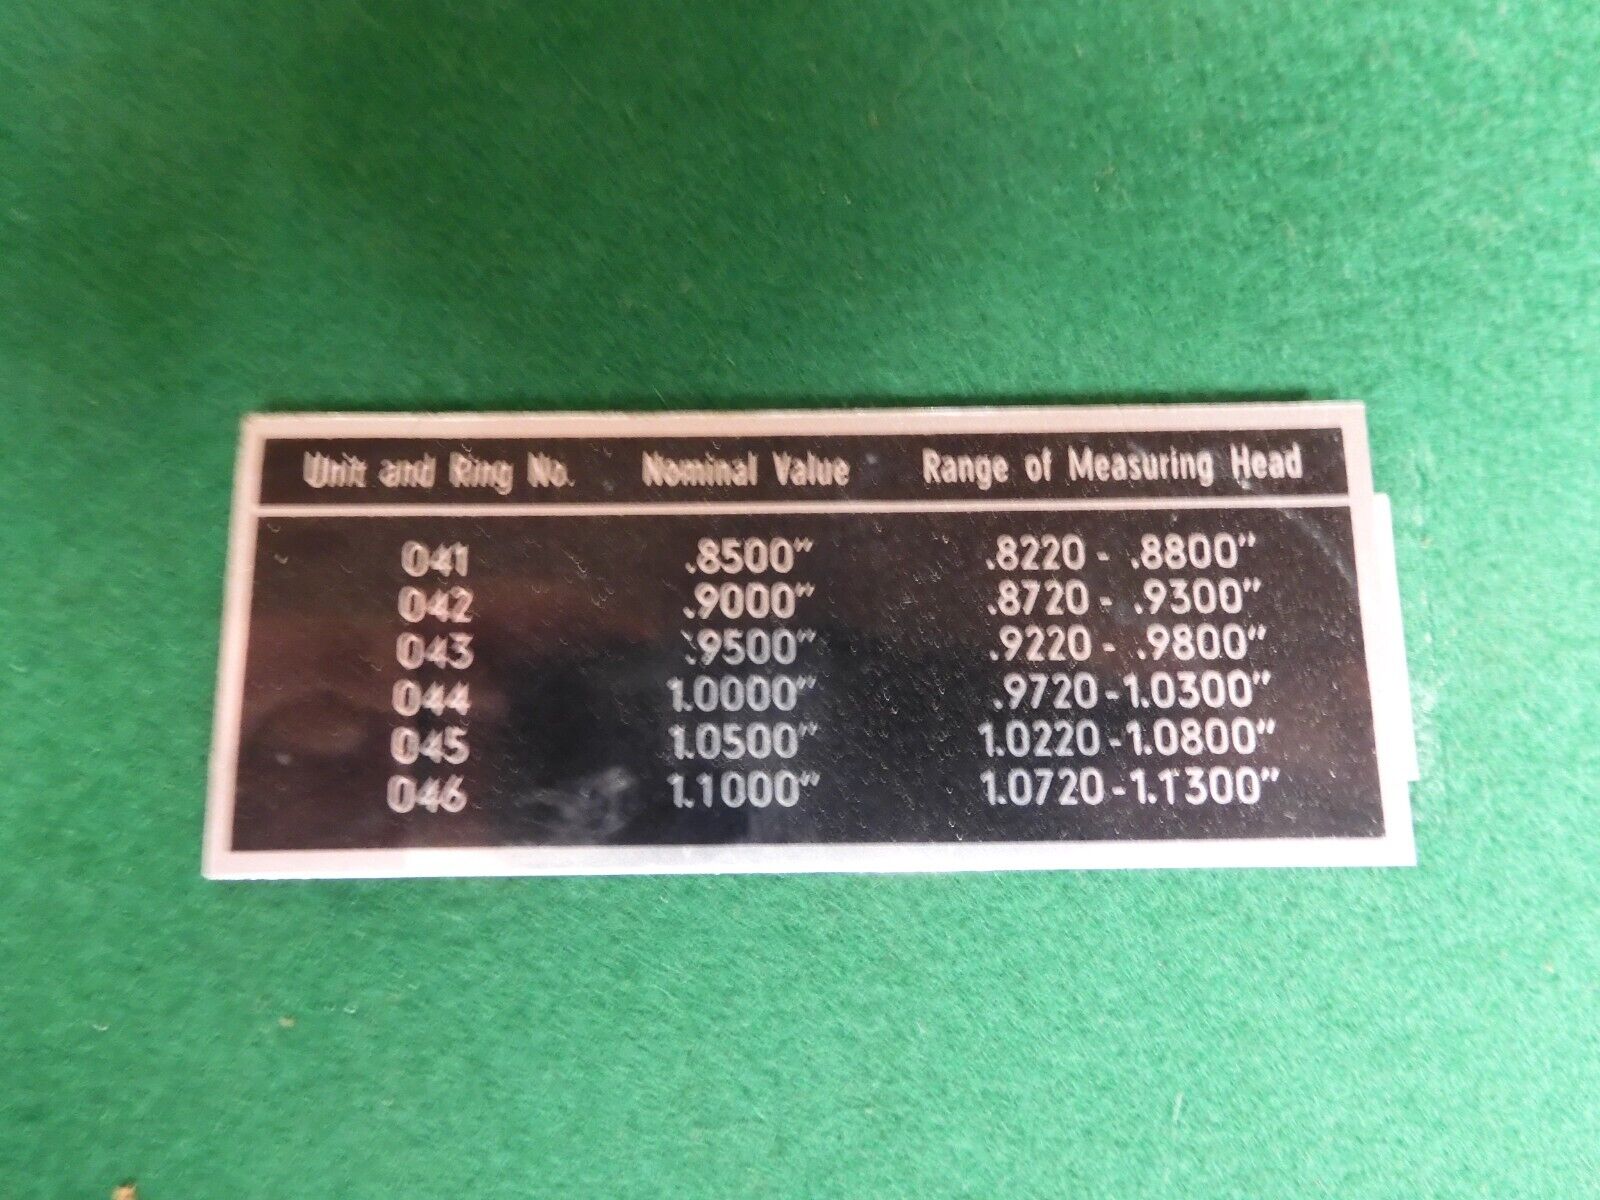 Unit and Ring No. Nominal Value Range of Measuring Head
041 .8500" .8220 - .8800"
042 .9000" .8720 - .9300"
043 .9500" .9220 - .9800"
044 1.0000" .9720 - 1.0300"
045 1.0500" 1.0220 - 1.0800"
046 1.1000" 1.0720 - 1.1300"